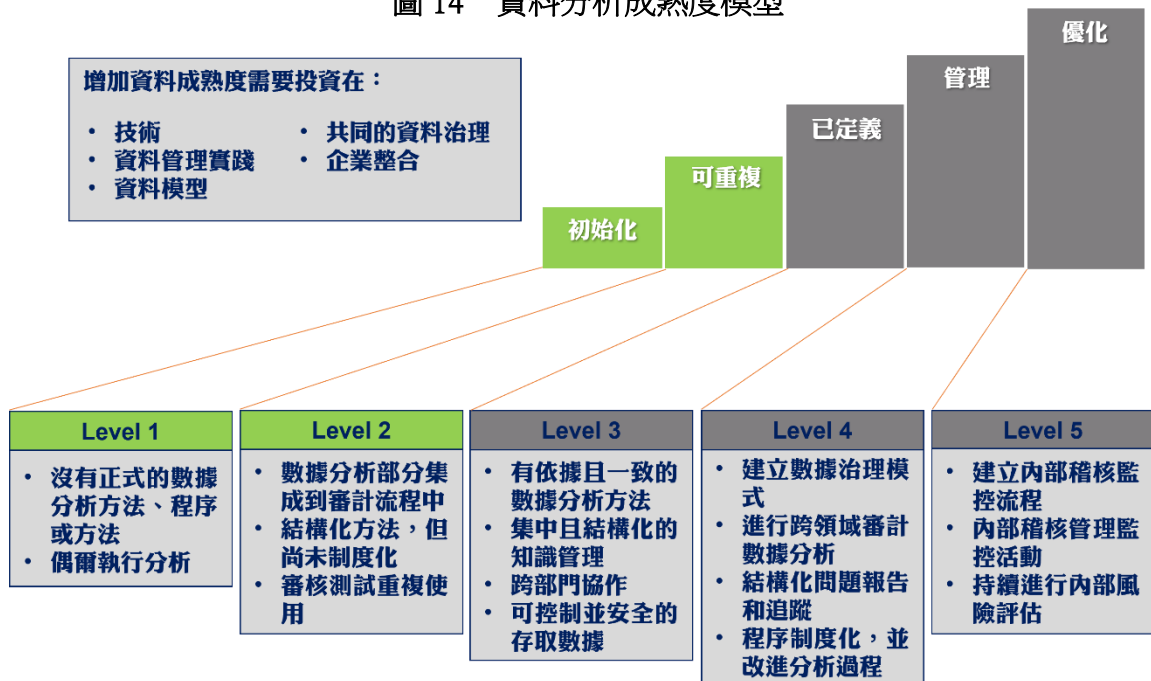 圖 14 資料分析成熟度模型
增加資料成熟度需要投資在：
• 技術
• 資料管理實踐
• 資料模型
• 共同的資料治理
• 企業整合
初始化
可重複
已定義
管理
優化
Level 1
• 沒有正式的數據
分析方法、程序
或方法
• 偶爾執行分析
Level 2
• 數據分析部分集
成到審計流程中
• 結構化方法，但
尚未制度化
• 審核測試重複使
用
Level 3
• 有依據且一致的
數據分析方法
• 集中且結構化的
知識管理
• 跨部門協作
• 可控制並安全的
存取數據
Level 4
• 建立數據治理模
式
• 進行跨領域審計
數據分析
• 結構化問題報告
和追蹤
• 程序制度化，並
改進分析過程
Level 5
• 建立內部稽核監
控流程
• 內部稽核管理監
控活動
• 持續進行內部風
險評估